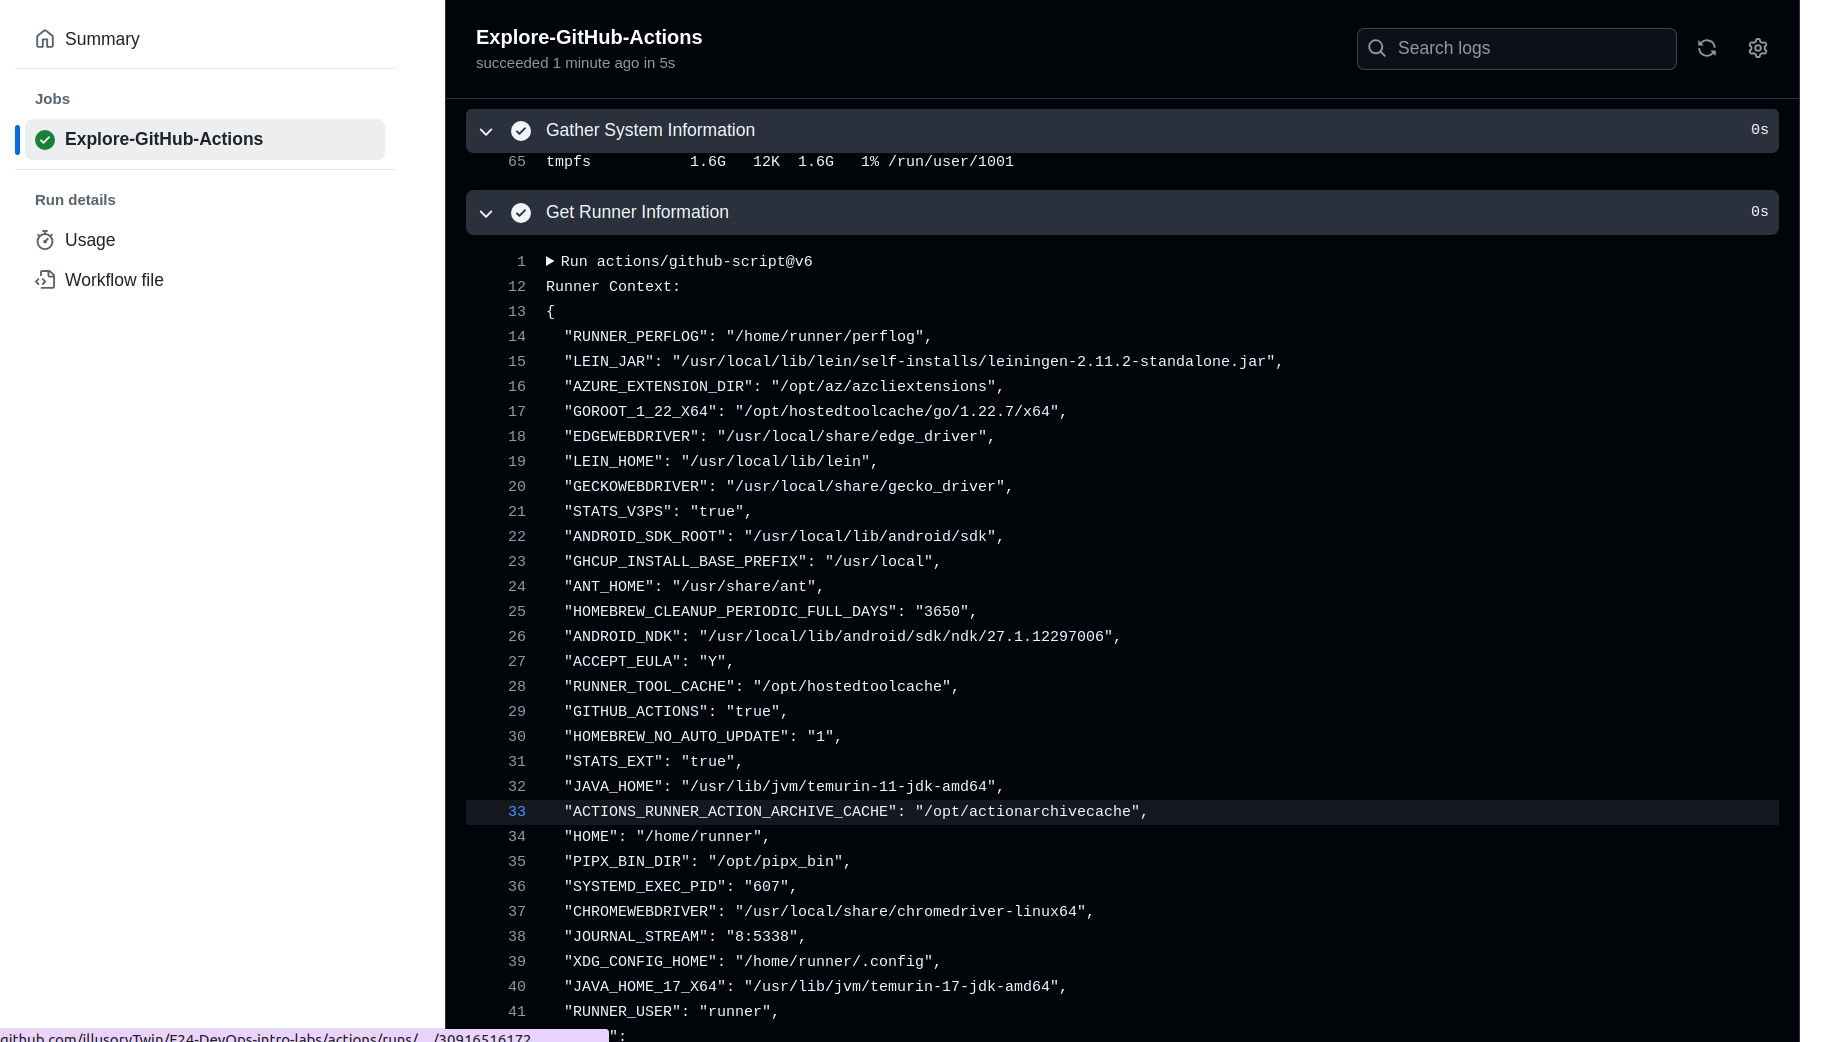 Summary
Jobs
Explore-GitHub-Actions
Run details
Usage
Workflow file
Explore-GitHub-Actions
succeeded 1 minute ago in 5s
Search logs
Gather System Information 0s
65 tmpfs 1.6G 12K 1.6G 1% /run/user/1001
Get Runner Information 0s
1 Run actions/github-script@v6
12 Runner Context:
13 {
14 "RUNNER_PERFLOG": "/home/runner/perflog",
15 "LEIN_JAR": "/usr/local/lib/lein/self-installs/leiningen-2.11.2-standalone.jar",
16 "AZURE_EXTENSION_DIR": "/opt/az/azcliextensions",
17 "GOROOT_1_22_X64": "/opt/hostedtoolcache/go/1.22.7/x64",
18 "EDGEWEBDRIVER": "/usr/local/share/edge_driver",
19 "LEIN_HOME": "/usr/local/lib/lein",
20 "GECKOWEBDRIVER": "/usr/local/share/gecko_driver",
21 "STATS_V3PS": "true",
22 "ANDROID_SDK_ROOT": "/usr/local/lib/android/sdk",
23 "GHCUP_INSTALL_BASE_PREFIX": "/usr/local",
24 "ANT_HOME": "/usr/share/ant",
25 "HOMEBREW_CLEANUP_PERIODIC_FULL_DAYS": "3650",
26 "ANDROID_NDK": "/usr/local/lib/android/sdk/ndk/27.1.12297006",
27 "ACCEPT_EULA": "Y",
28 "RUNNER_TOOL_CACHE": "/opt/hostedtoolcache",
29 "GITHUB_ACTIONS": "true",
30 "HOMEBREW_NO_AUTO_UPDATE": "1",
31 "STATS_EXT": "true",
32 "JAVA_HOME": "/usr/lib/jvm/temurin-11-jdk-amd64",
33 "ACTIONS_RUNNER_ACTION_ARCHIVE_CACHE": "/opt/actionarchivecache",
34 "HOME": "/home/runner",
35 "PIPX_BIN_DIR": "/opt/pipx_bin",
36 "SYSTEMD_EXEC_PID": "607",
37 "CHROMEWEBDRIVER": "/usr/local/share/chromedriver-linux64",
38 "JOURNAL_STREAM": "8:5338",
39 "XDG_CONFIG_HOME": "/home/runner/.config",
40 "JAVA_HOME_17_X64": "/usr/lib/jvm/temurin-17-jdk-amd64",
41 "RUNNER_USER": "runner",
":
github.com/illusoryTwin/F24-DevOps-intro-labs/actions/runs/…/30916516172